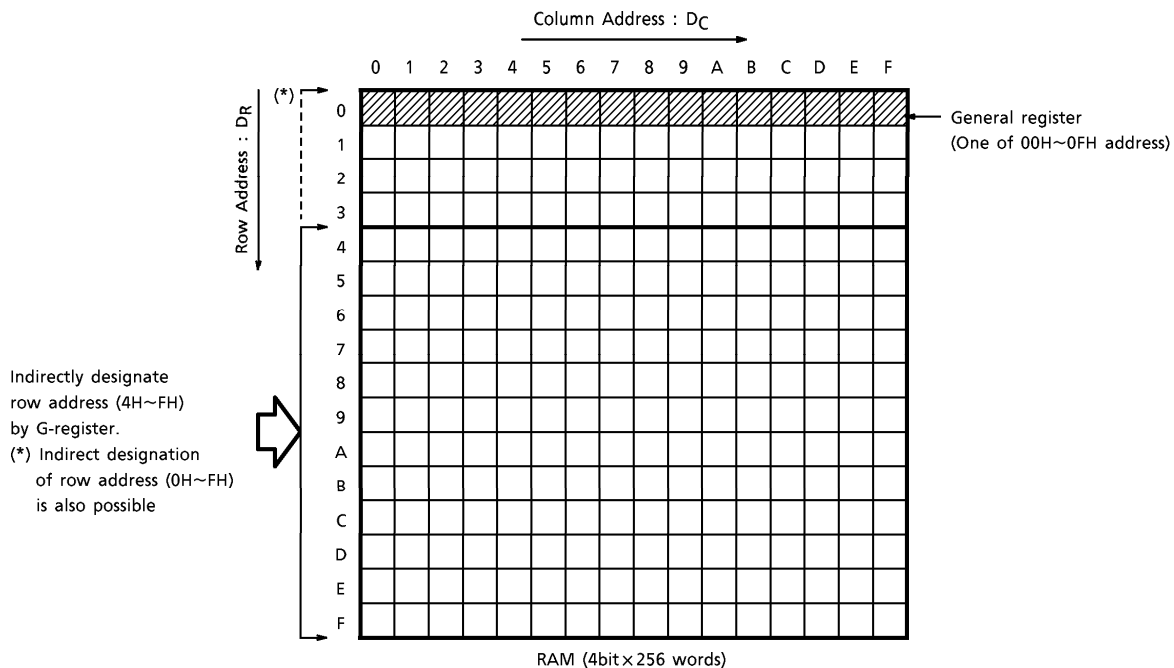 Column Address : DC
0 1 2 3 4 5 6 7 8 9 A B C D E F
Row Address : DR
(*)
0
1
2
3
4
5
6
7
8
9
A
B
C
D
E
F
General register
(One of 00H~0FH address)
Indirectly designate
row address (4H~FH)
by G-register.
(*) Indirect designation
of row address (0H~FH)
is also possible
RAM (4bit×256 words)